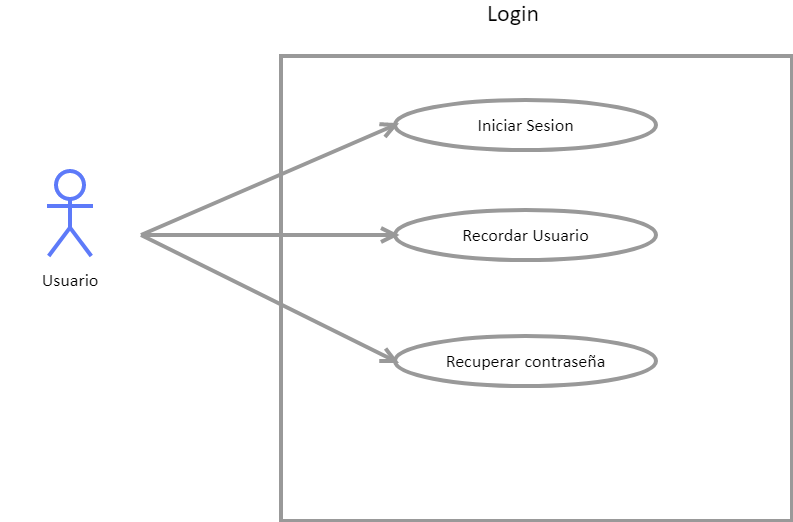 Login
Iniciar Sesion
Recordar Usuario
Usuario
Recuperar contraseña